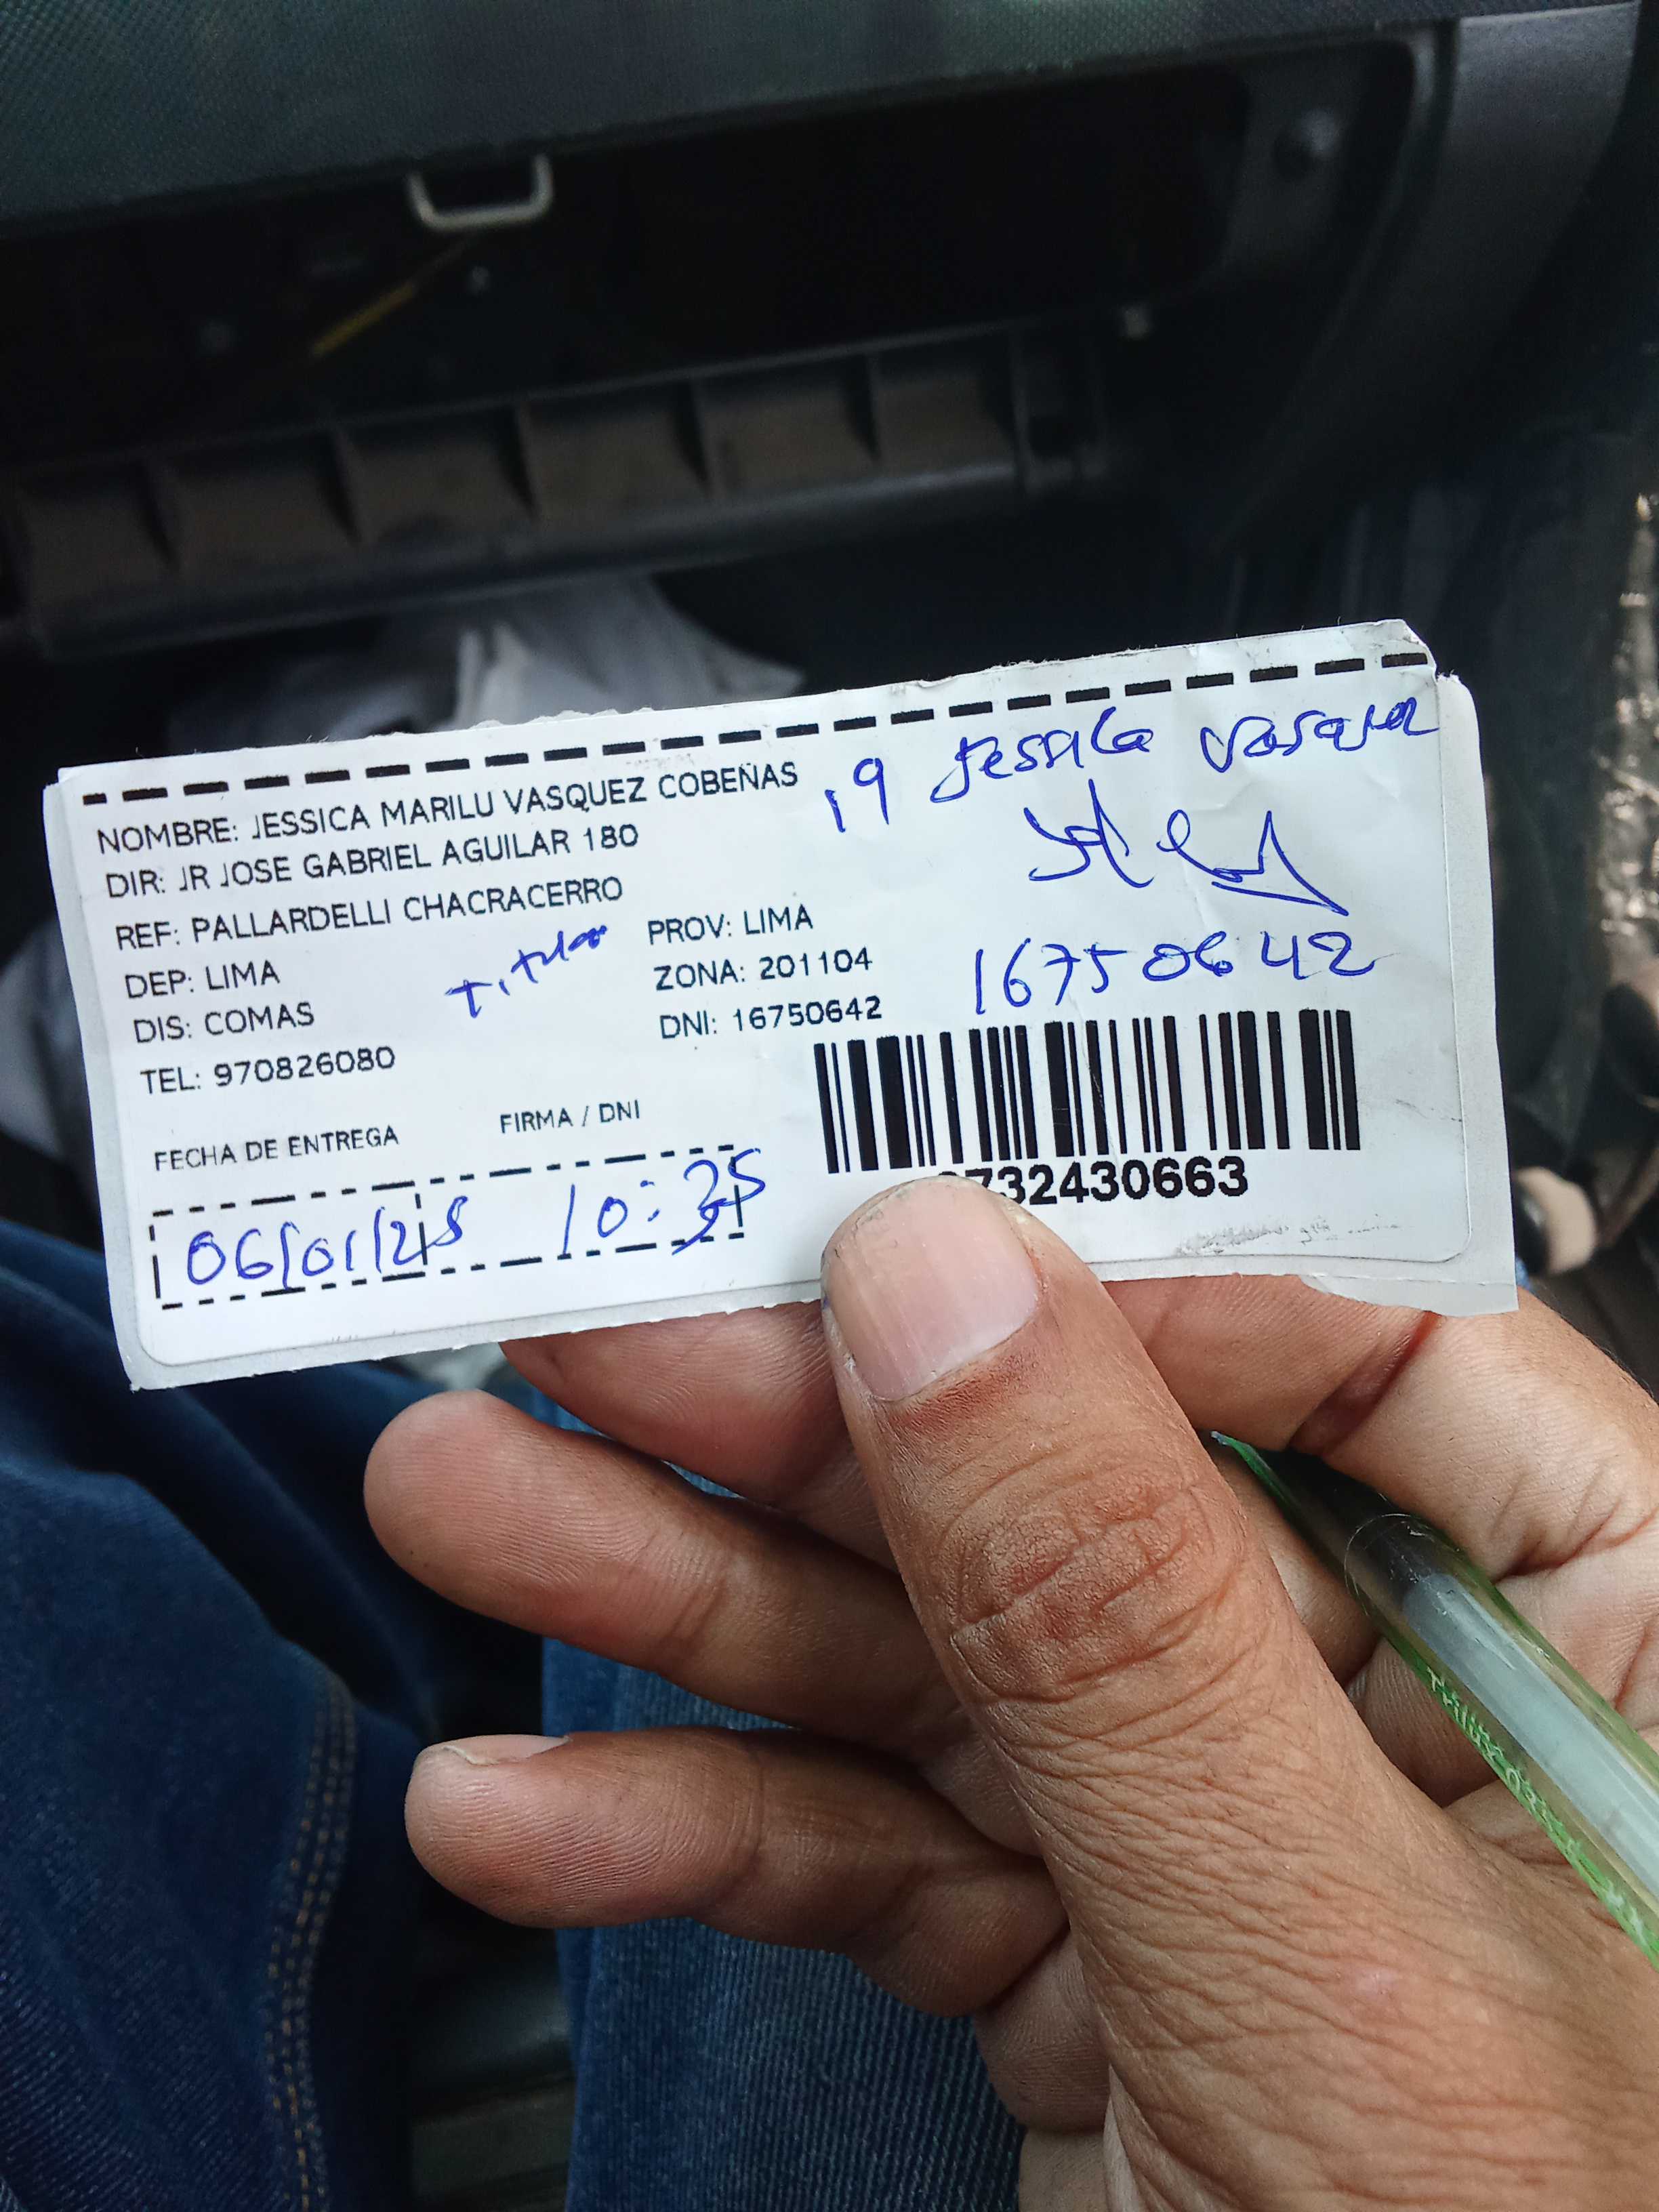 19 Jessica Vasquez
NOMBRE: JESSICA MARILU VASQUEZ COBEÑAS
DIR: JR JOSE GABRIEL AGUILAR 180
REF: PALLARDELLI CHACRACERRO
DEP: LIMA
Titular
PROV: LIMA
DIS: COMAS
ZONA: 201104
TEL: 970826080
DNI: 16750642
16750642
FECHA DE ENTREGA
FIRMA / DNI
06/01/25 10:35
732430663